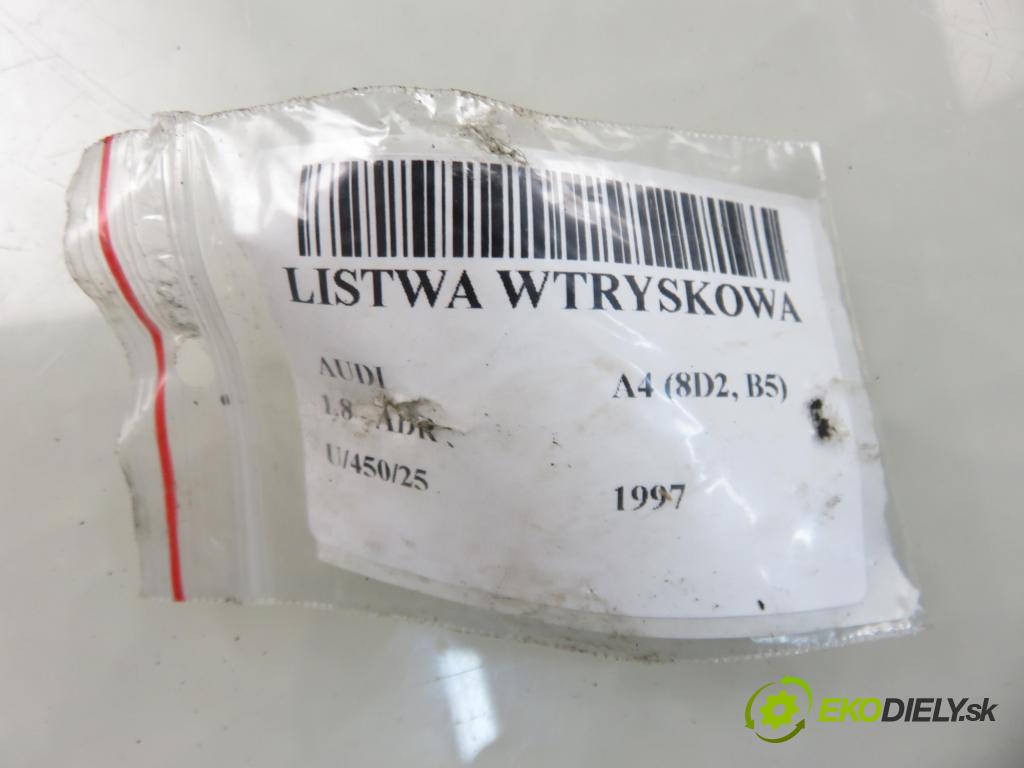 LISTWA WTRYSKOWA
AUDI A4 (8D2, B5)
1.8 ADR
U/450/25 1997
EKODIELY.sk